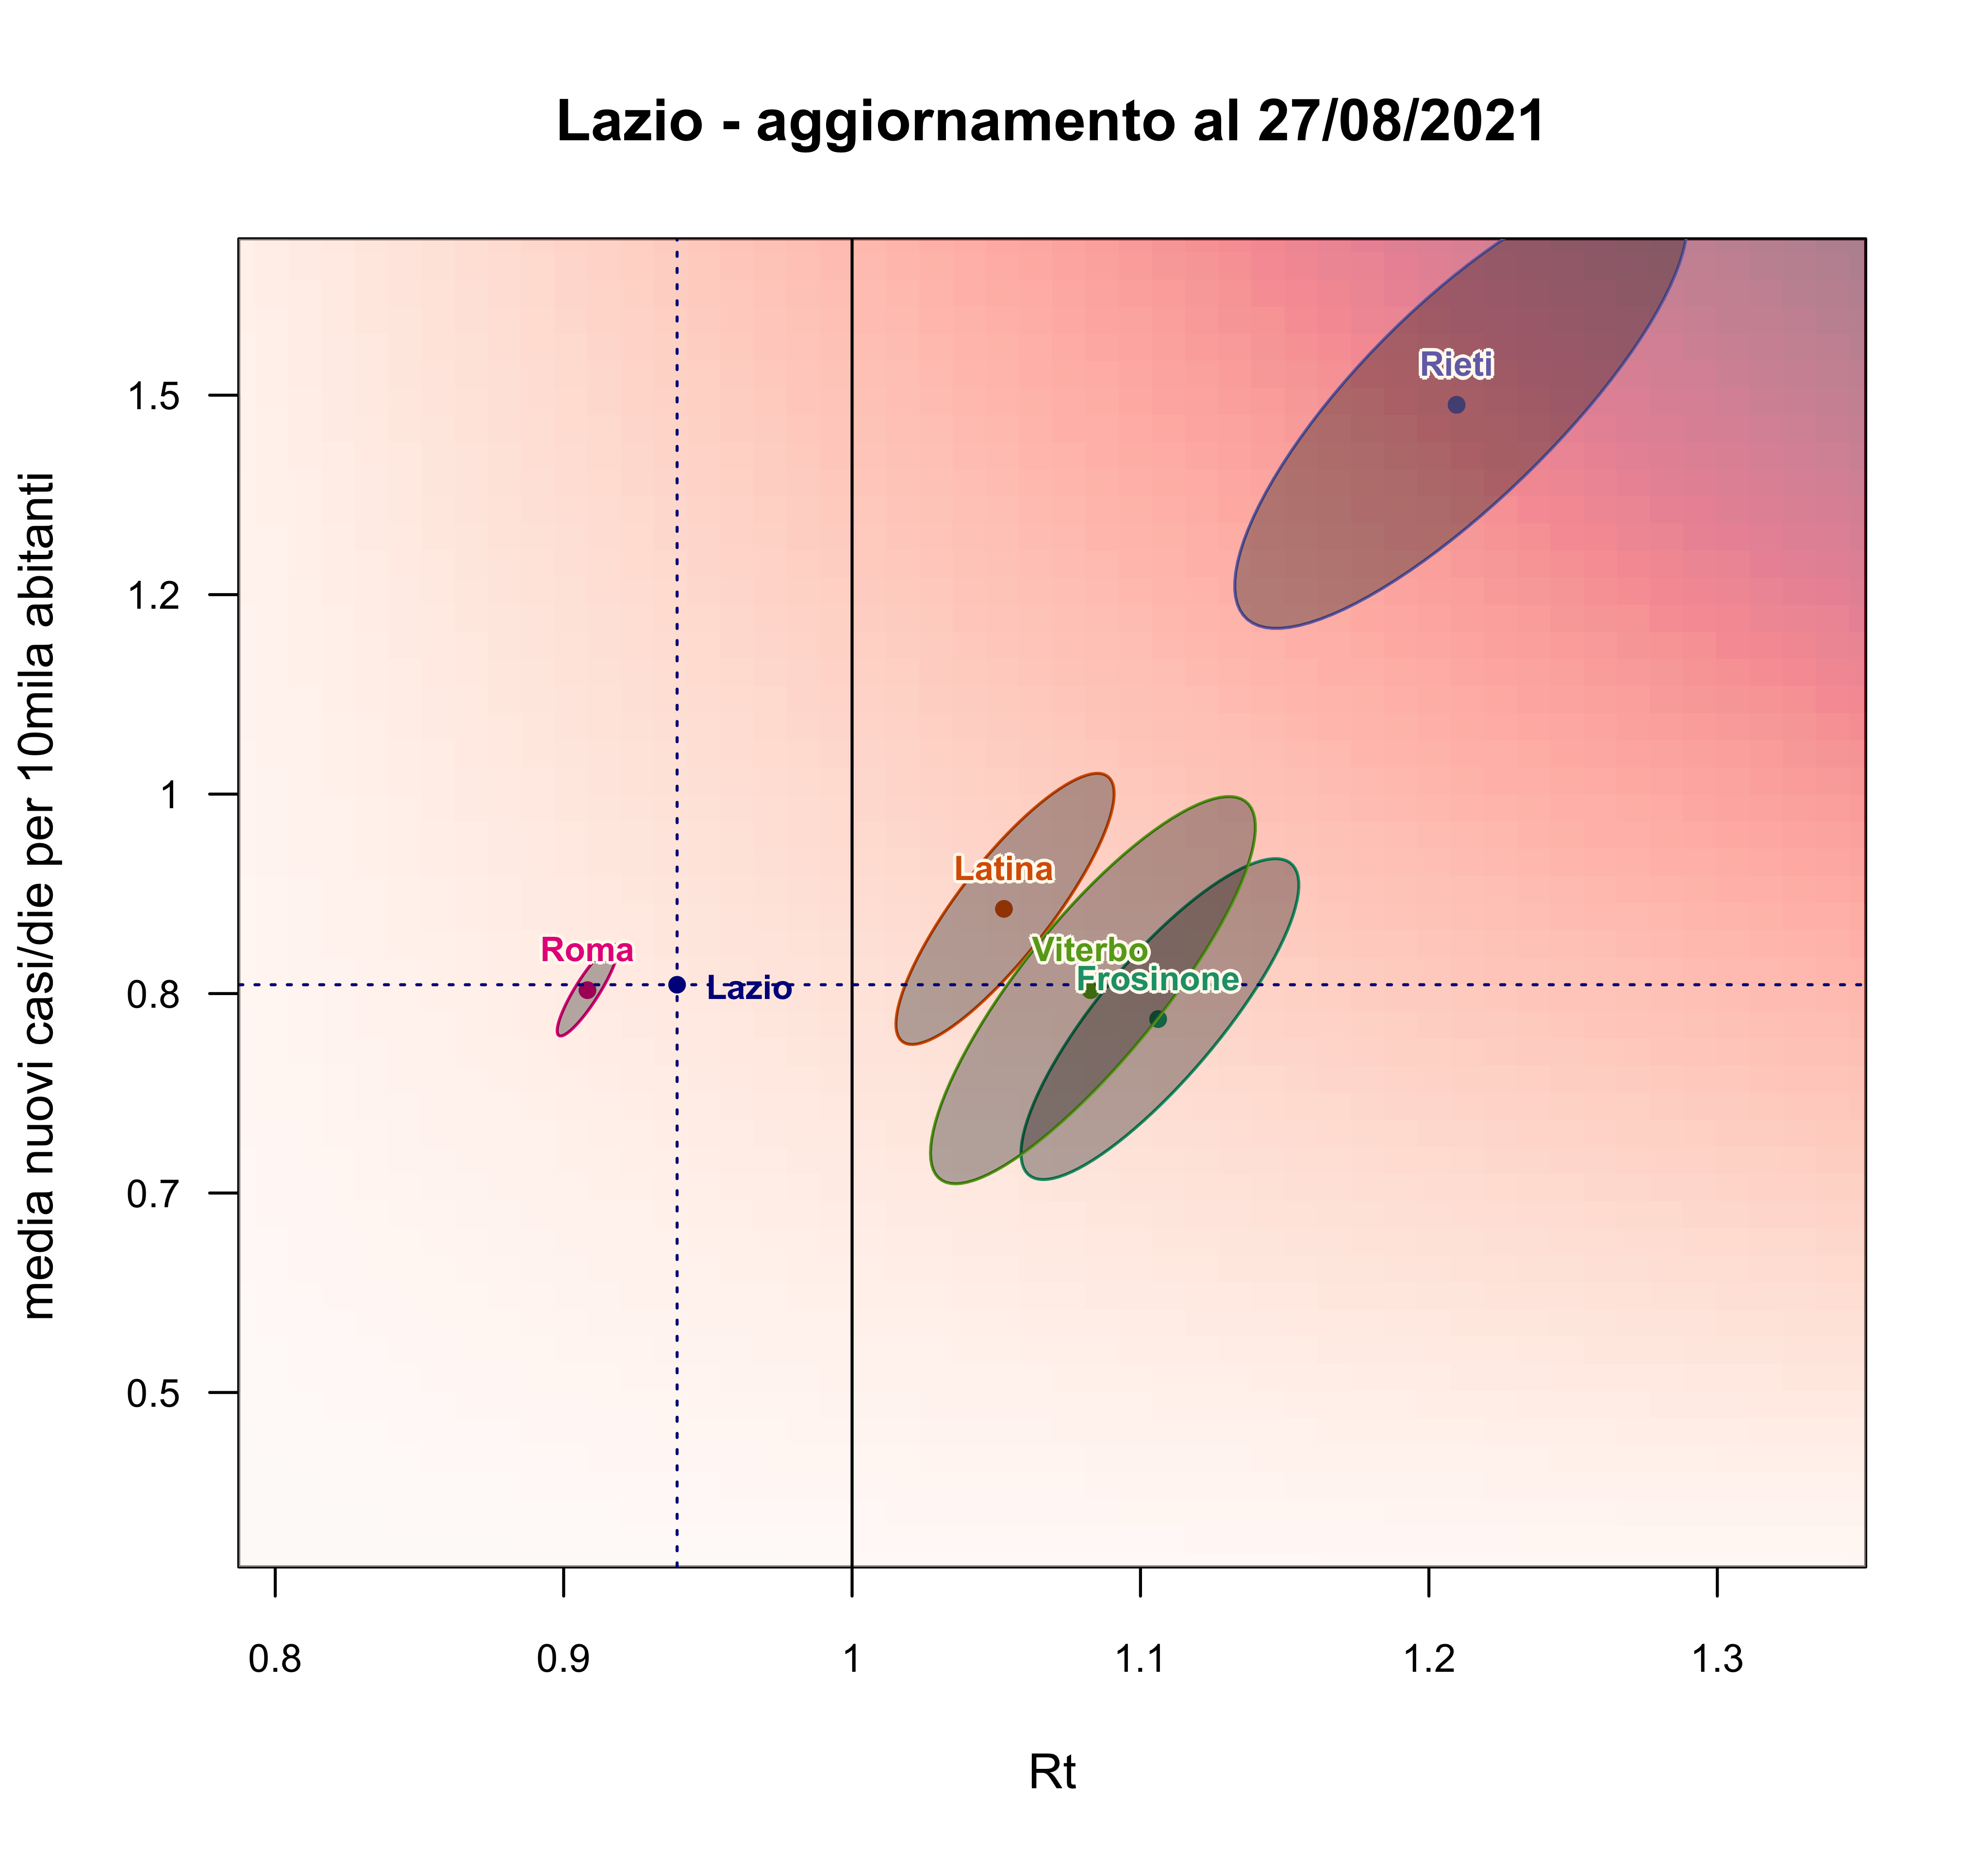 Lazio - aggiornamento al 27/08/2021
media nuovi casi/die per 10mila abitanti
1.5
1.2
1
0.8
0.7
0.5
Rieti
Latina
Roma
Viterbo
Frosinone
Lazio
0.8
0.9
1
1.1
1.2
1.3
Rt